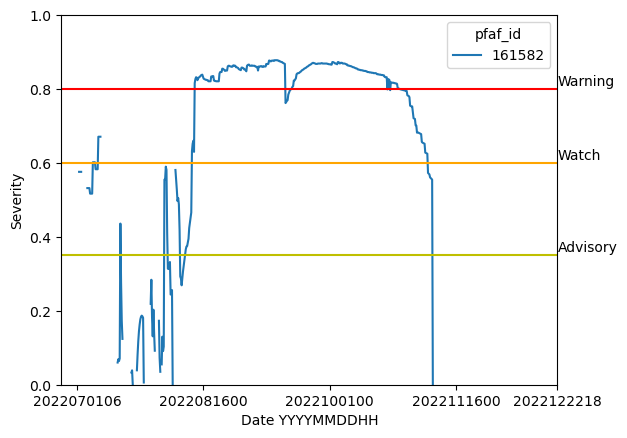 pfaf_id
161582
1.0
0.8
0.6
0.4
0.2
0.0
Severity
Warning
Watch
Advisory
2022070106 2022081600 2022100100 2022111600 2022122218
Date YYYYMMDDHH